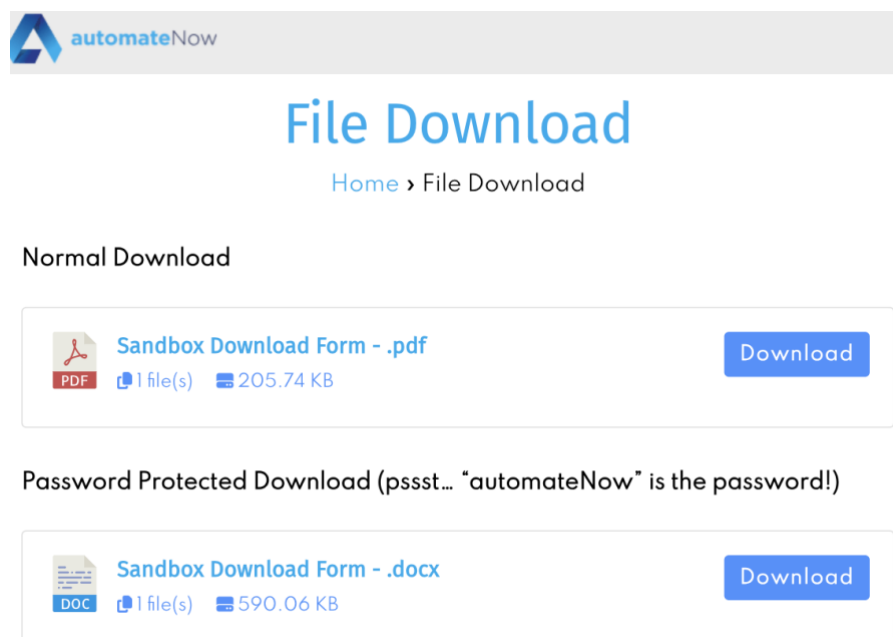 automateNow
File Download
Home › File Download
Normal Download
Sandbox Download Form - .pdf
Download
PDF
1 file(s) 205.74 KB
Password Protected Download (pssst... “automateNow” is the password!)
Sandbox Download Form - .docx
Download
DOC
1 file(s) 590.06 KB